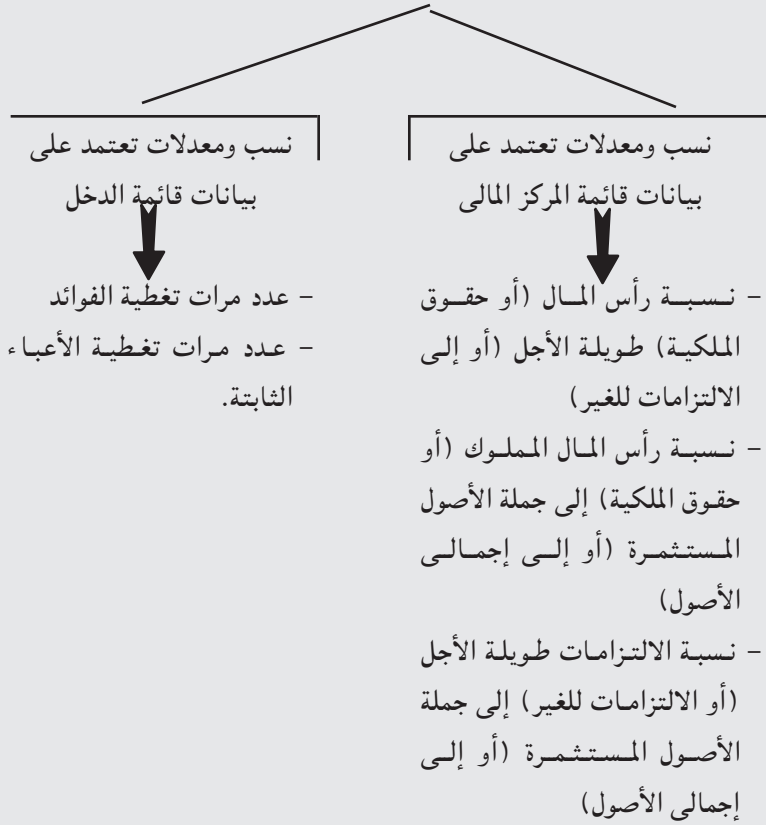 نسب ومعدلات تعتمد على
بيانات قائمة المركز المالى
– نسبة رأس المال (أو حقوق
الملكية) طويلة الأجل (أو إلى
الالتزامات للغير)
– نسبة رأس المال المملوك (أو
حقوق الملكية) إلى جملة الأصول
المستثمرة (أو إلى إجمالى
الأصول)
– نسبة الالتزامات طويلة الأجل
(أو الالتزامات للغير) إلى جملة
الأصول المستثمرة (أو إلى
إجمالى الأصول)
نسب ومعدلات تعتمد على
بيانات قائمة الدخل
– عدد مرات تغطية الفوائد
– عدد مرات تغطية الأعباء
الثابتة.